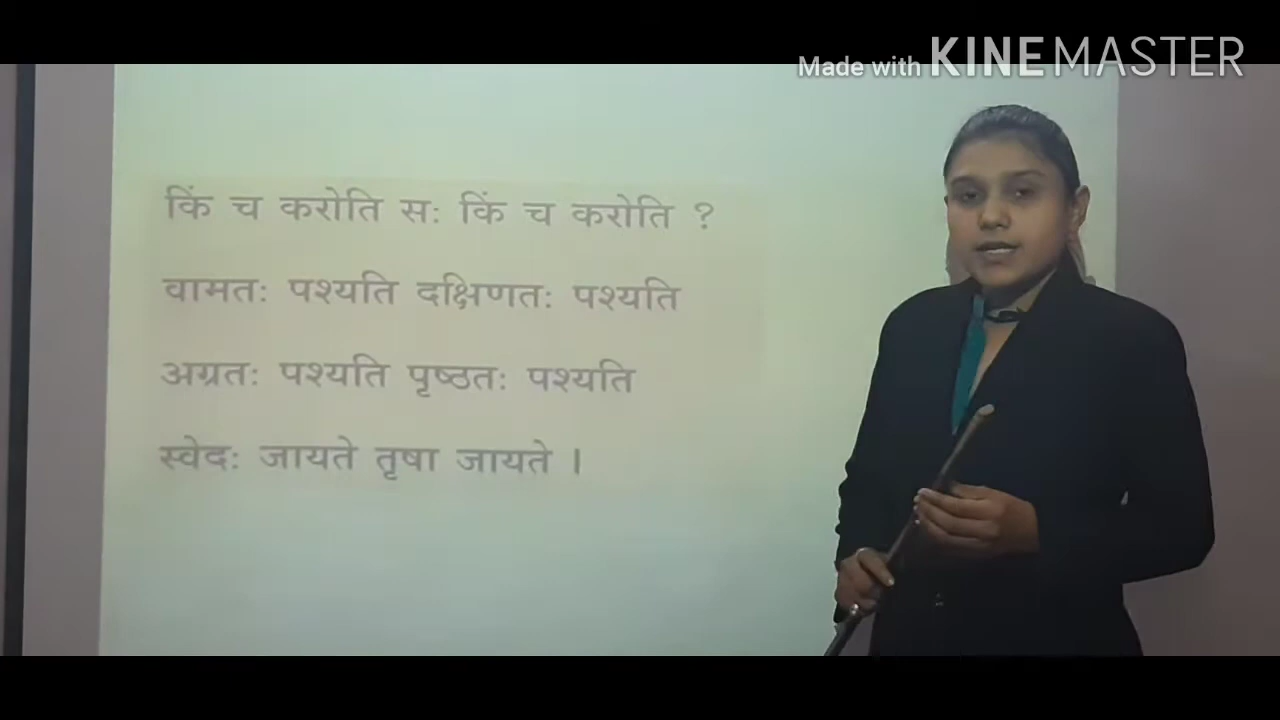 Made with KINEMASTER
किं च करोति सः किं च करोति ?
वामतः पश्यति दक्षिणतः पश्यति
अग्रतः पश्यति पृष्ठतः पश्यति
स्वेदः जायते तृषा जायते ।